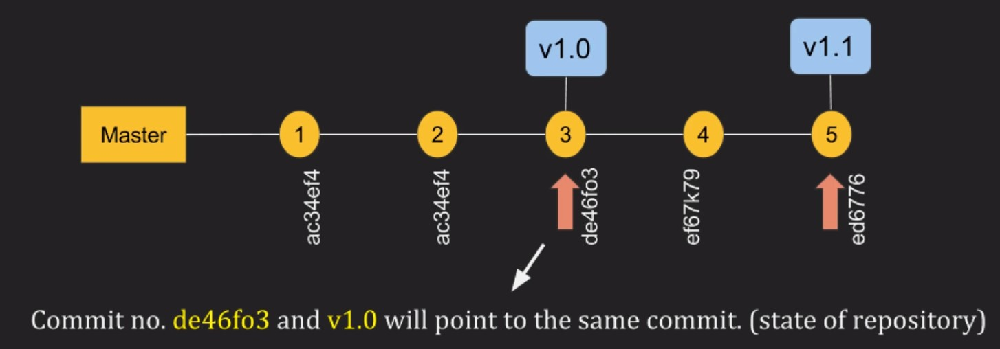 v1.0
v1.1
Master
1
2
3
4
5
ac34ef4
ac34ef4
de46fo3
ef67k79
ed6776
Commit no. de46fo3 and v1.0 will point to the same commit. (state of repository)